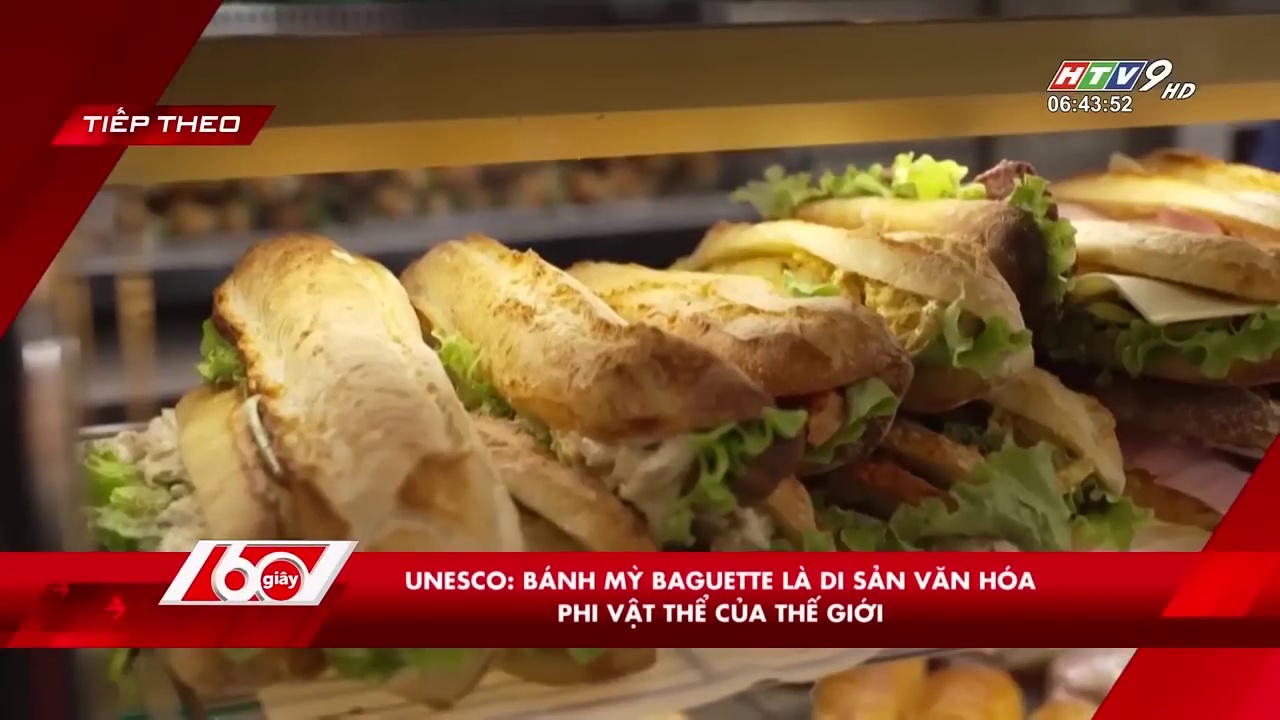 HTV9 HD
06:43:52
TIẾP THEO
60 giây
UNESCO: BÁNH MỲ BAGUETTE LÀ DI SẢN VĂN HÓA
PHI VẬT THỂ CỦA THẾ GIỚI